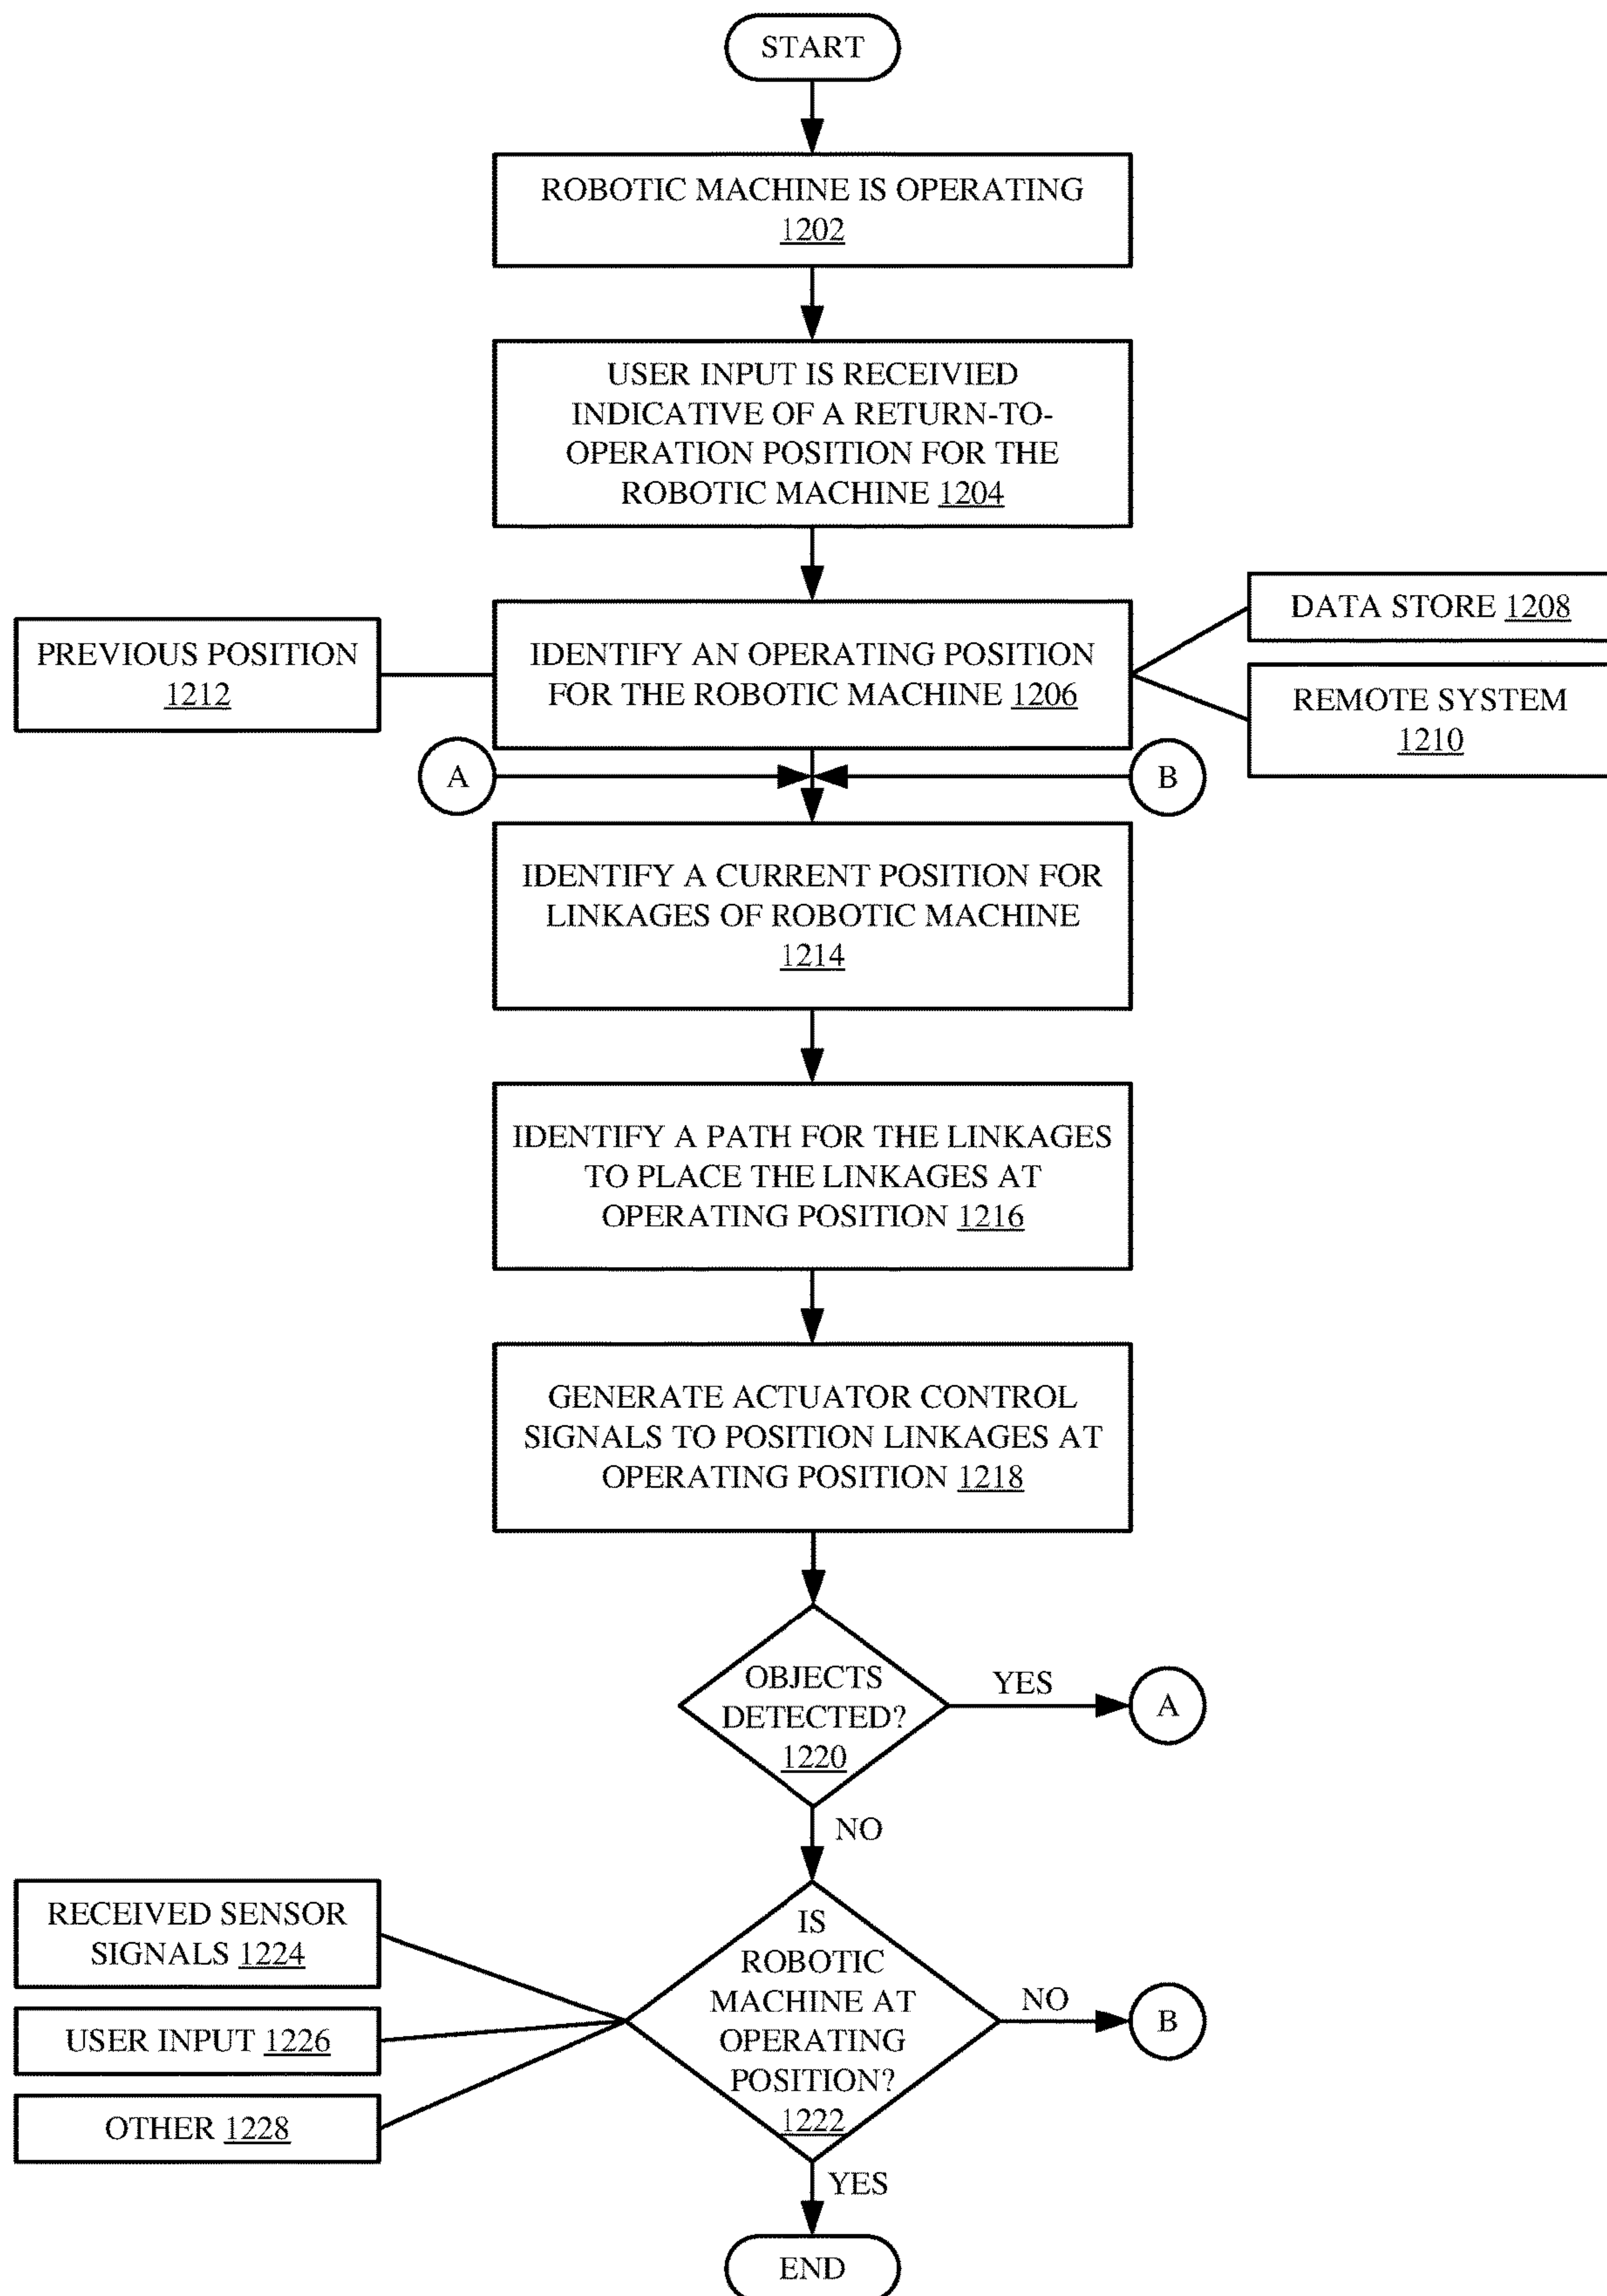 START
ROBOTIC MACHINE IS OPERATING
1202
USER INPUT IS RECEIVIED
INDICATIVE OF A RETURN-TO-
OPERATION POSITION FOR THE
ROBOTIC MACHINE 1204
PREVIOUS POSITION
1212
IDENTIFY AN OPERATING POSITION
FOR THE ROBOTIC MACHINE 1206
DATA STORE 1208
REMOTE SYSTEM
1210
A
B
IDENTIFY A CURRENT POSITION FOR
LINKAGES OF ROBOTIC MACHINE
1214
IDENTIFY A PATH FOR THE LINKAGES
TO PLACE THE LINKAGES AT
OPERATING POSITION 1216
GENERATE ACTUATOR CONTROL
SIGNALS TO POSITION LINKAGES AT
OPERATING POSITION 1218
OBJECTS
DETECTED?
1220
YES
A
NO
RECEIVED SENSOR
SIGNALS 1224
USER INPUT 1226
OTHER 1228
IS
ROBOTIC
MACHINE AT
OPERATING
POSITION?
1222
NO
B
YES
END